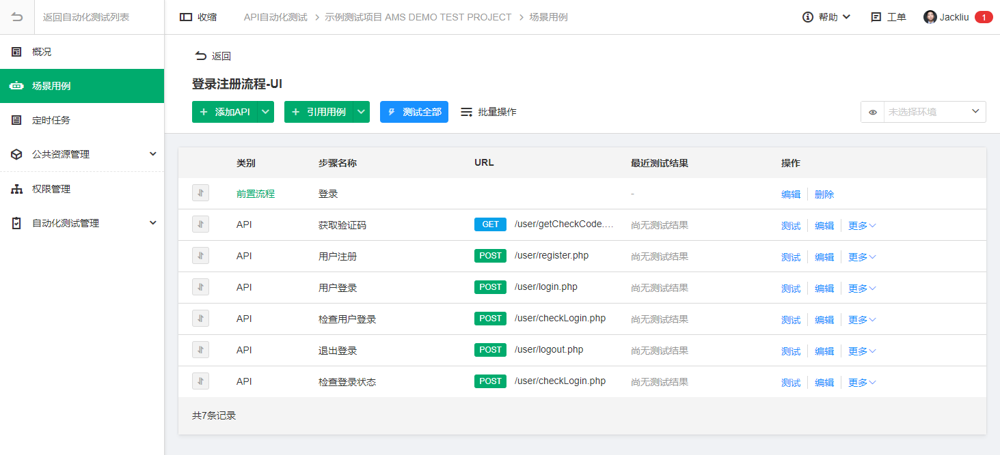 返回自动化测试列表
收缩
API自动化测试 > 示例测试项目 AMS DEMO TEST PROJECT > 场景用例
帮助
工单
Jackliu
1
概况
场景用例
定时任务
公共资源管理
权限管理
自动化测试管理
返回
登录注册流程-UI
+ 添加API
+ 引用用例
测试全部
批量操作
未选择环境
类别 步骤名称 URL 最近测试结果 操作
前置流程 登录 - 编辑 删除
API 获取验证码 GET /user/getCheckCode.... 尚无测试结果 测试 编辑 更多
API 用户注册 POST /user/register.php 尚无测试结果 测试 编辑 更多
API 用户登录 POST /user/login.php 尚无测试结果 测试 编辑 更多
API 检查用户登录 POST /user/checkLogin.php 尚无测试结果 测试 编辑 更多
API 退出登录 POST /user/logout.php 尚无测试结果 测试 编辑 更多
API 检查登录状态 POST /user/checkLogin.php 尚无测试结果 测试 编辑 更多
共7条记录